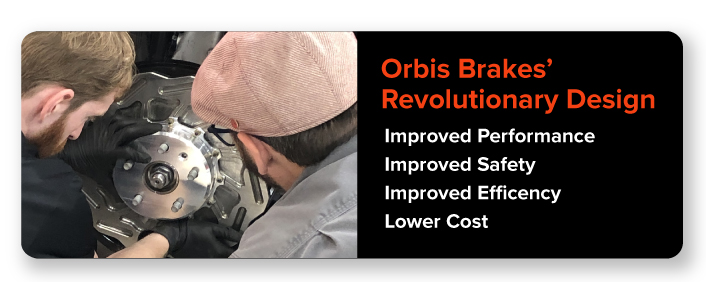 Orbis Brakes’
Revolutionary Design
Improved Performance
Improved Safety
Improved Efficency
Lower Cost